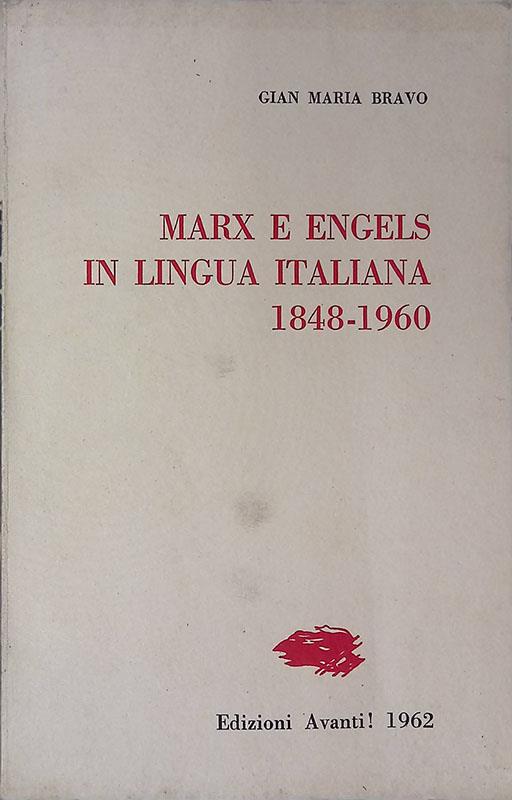 GIAN MARIA BRAVO
MARX E ENGELS
IN LINGUA ITALIANA
1848-1960
Edizioni Avanti! 1962